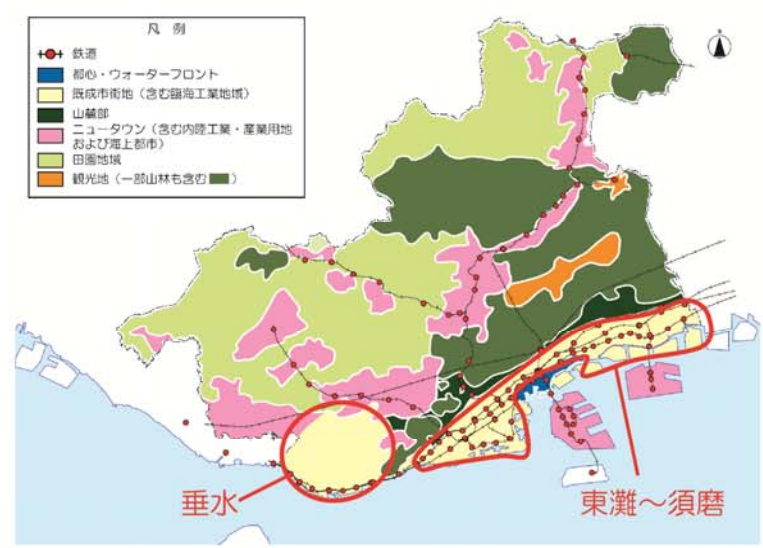 凡 例
鉄道
都心・ウォーターフロント
既成市街地(含む臨海工業地域)
山麓部
ニュータウン(含む内陸工業・産業用地
および海上都市)
田園地域
観光地(一部山林も含む )
垂水
東灘~須磨